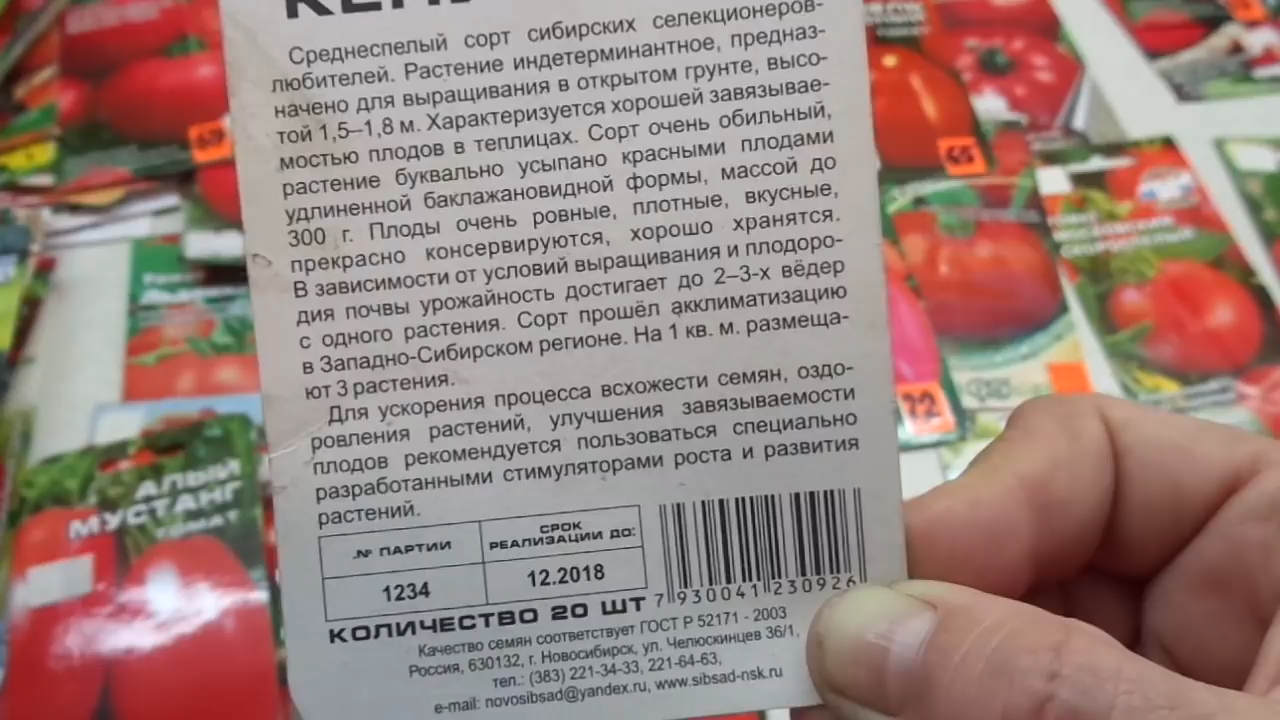 Среднеспелый сорт сибирских селекционеров-
любителей. Растение индетерминантное, предназ-
начено для выращивания в открытом грунте, высо-
той 1,5–1,8 м. Характеризуется хорошей завязывае-
мостью плодов в теплицах. Сорт очень обильный,
растение буквально усыпано красными плодами
удлиненной баклажановидной формы, массой до
300 г. Плоды очень ровные, плотные, вкусные,
прекрасно консервируются, хорошо хранятся.
В зависимости от условий выращивания и плодоро-
дия почвы урожайность достигает до 2–3-х вёдер
с одного растения. Сорт прошёл акклиматизацию
в Западно-Сибирском регионе. На 1 кв. м. размеща-
ют 3 растения.
Для ускорения процесса всхожести семян, оздо-
ровления растений, улучшения завязываемости
плодов рекомендуется пользоваться специально
разработанными стимуляторами роста и развития
растений.
№ ПАРТИИ
СРОК
РЕАЛИЗАЦИИ ДО:
1234
12.2018
7 930041 230926
КОЛИЧЕСТВО 20 ШТ
Качество семян соответствует ГОСТ Р 52171 - 2003
Россия, 630132, г. Новосибирск, ул. Челюскинцев 36/1,
тел.: (383) 221-34-33, 221-64-63,
e-mail: novosibsad@yandex.ru, www.sibsad-nsk.ru
АЛЫЙ
МУСТАНГ
ТОМАТ
65
72